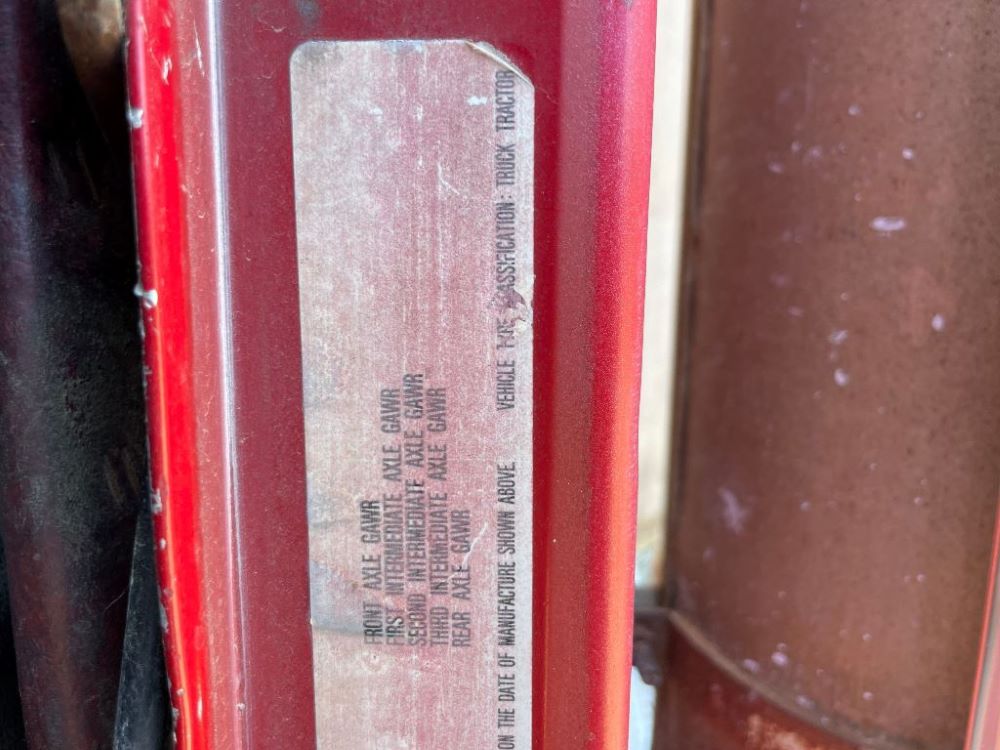 FRONT AXLE GAWR
FIRST INTERMEDIATE AXLE GAWR
SECOND INTERMEDIATE AXLE GAWR
THIRD INTERMEDIATE AXLE GAWR
REAR AXLE GAWR
ON THE DATE OF MANUFACTURE SHOWN ABOVE. VEHICLE TYPE CLASSIFICATION: TRUCK TRACTOR